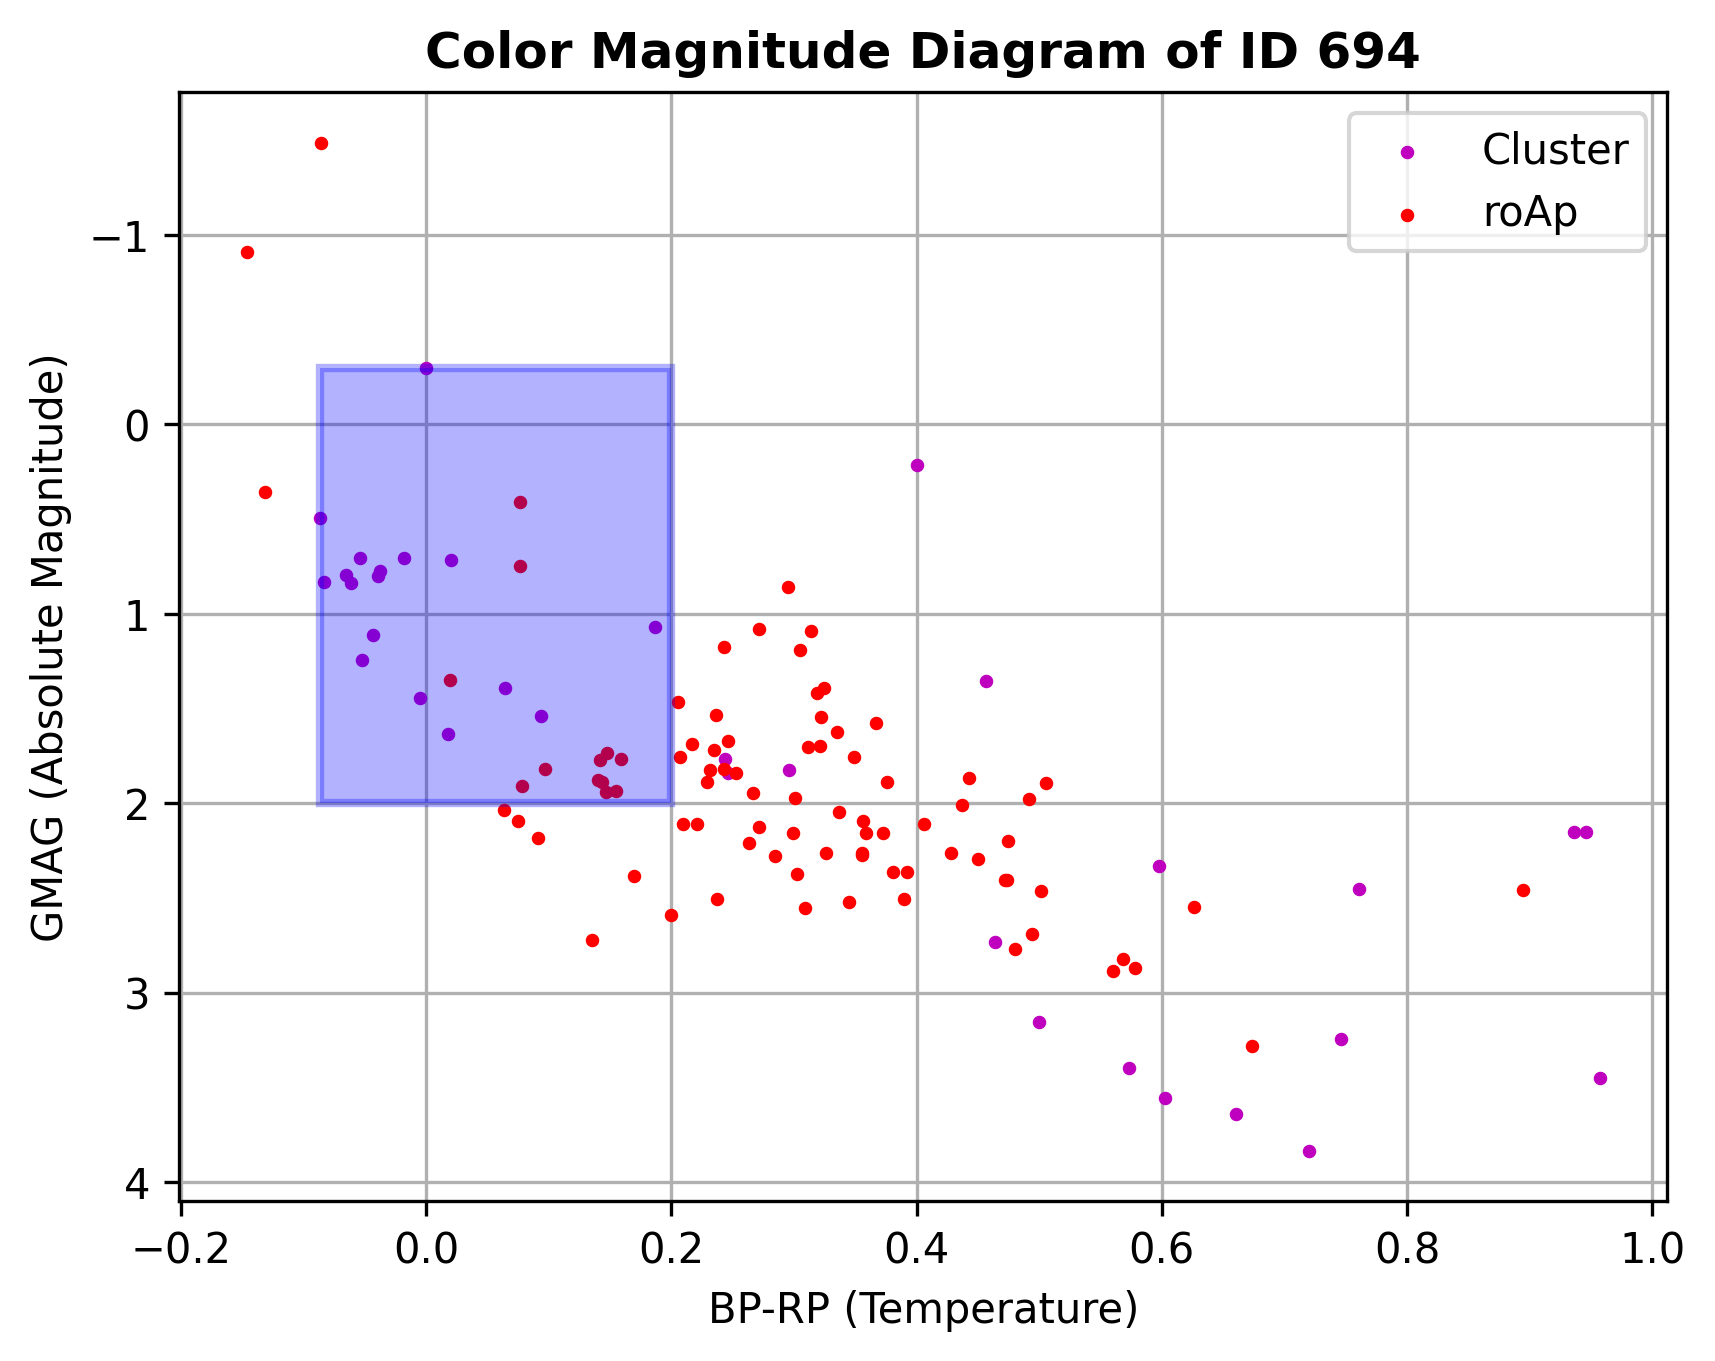 Color Magnitude Diagram of ID 694
Cluster
roAp
GMAG (Absolute Magnitude)
−1
0
1
2
3
4
−0.2 0.0 0.2 0.4 0.6 0.8 1.0
BP-RP (Temperature)